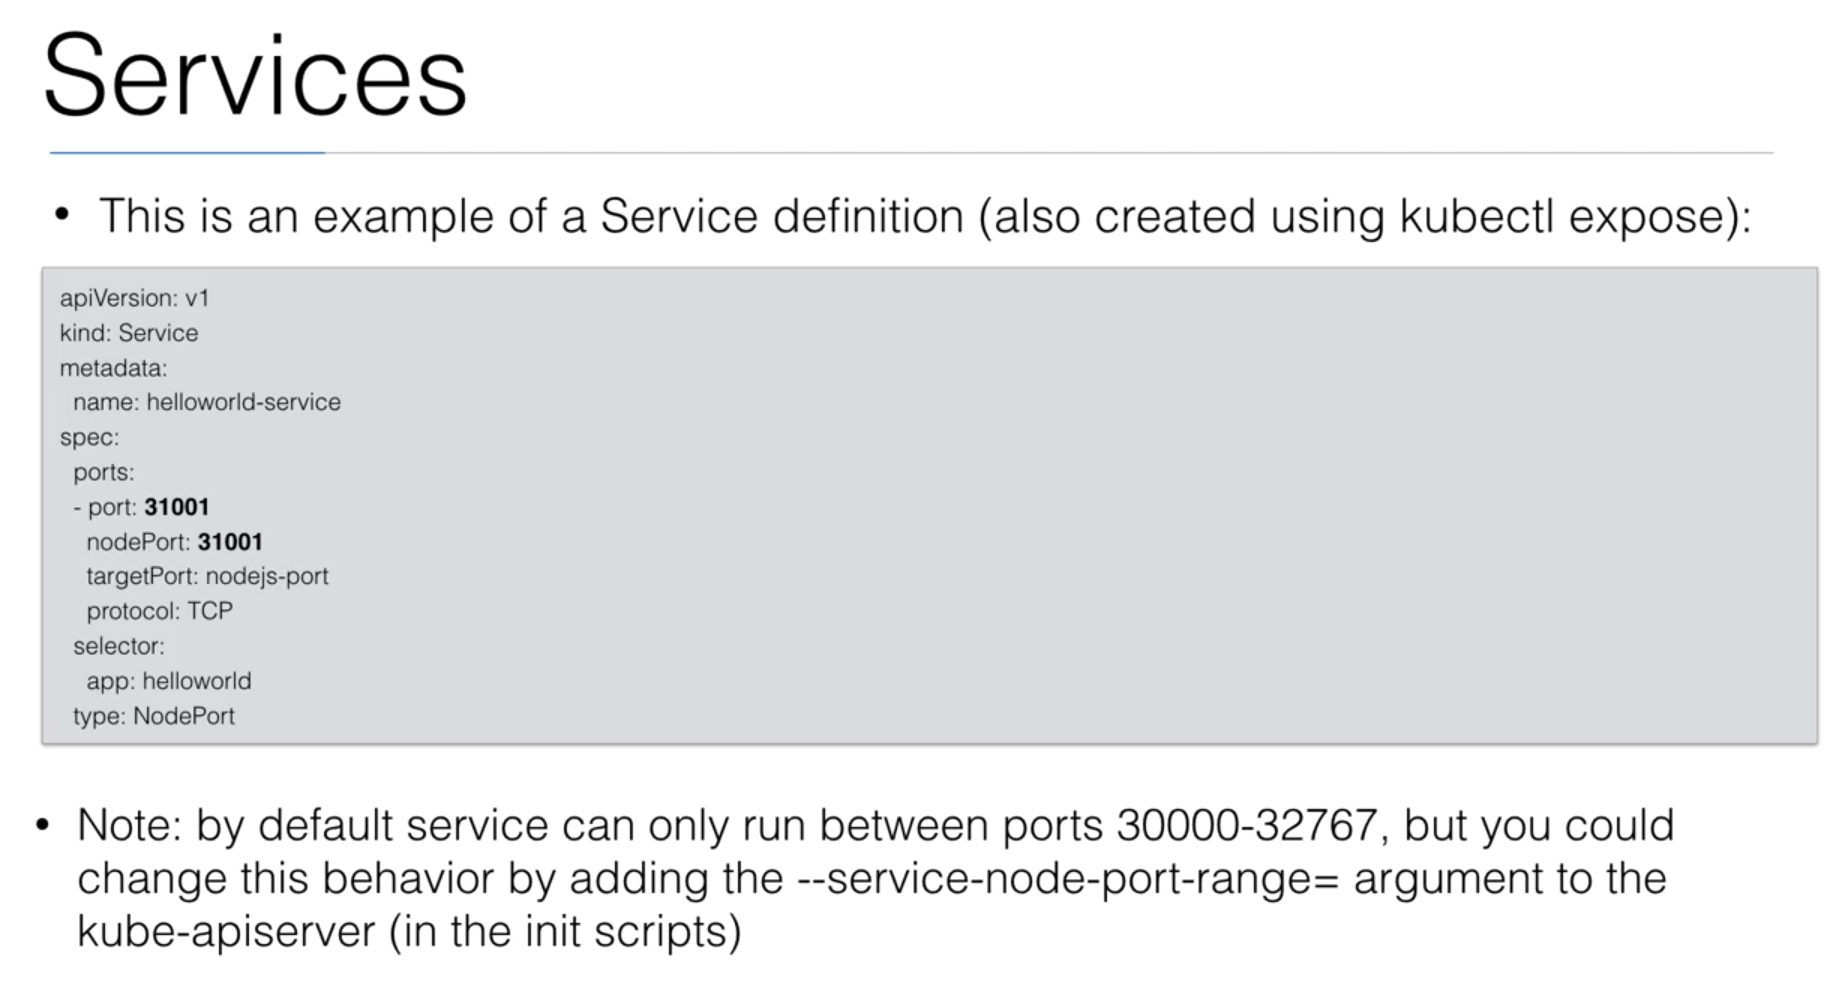 Services
• This is an example of a Service definition (also created using kubectl expose):
apiVersion: v1
kind: Service
metadata:
  name: helloworld-service
spec:
  ports:
  - port: 31001
    nodePort: 31001
    targetPort: nodejs-port
    protocol: TCP
  selector:
    app: helloworld
  type: NodePort
• Note: by default service can only run between ports 30000-32767, but you could
change this behavior by adding the --service-node-port-range= argument to the
kube-apiserver (in the init scripts)